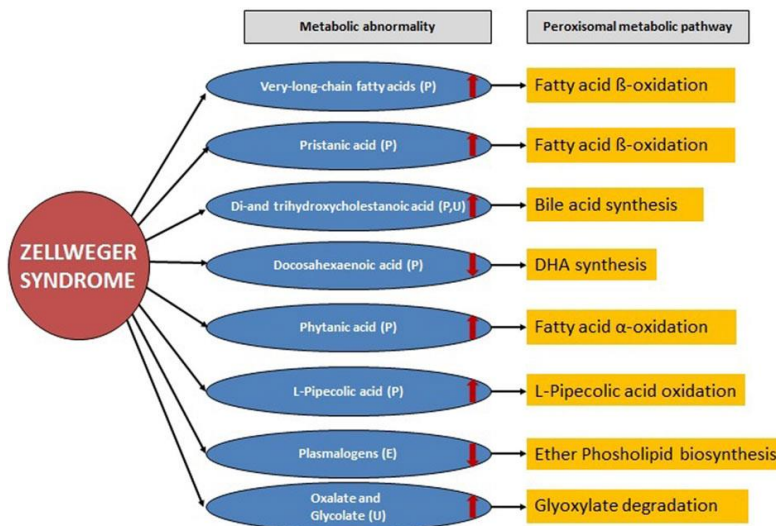 Metabolic abnormality
Peroxisomal metabolic pathway
ZELLWEGER
SYNDROME
Very-long-chain fatty acids (P)
Fatty acid ß-oxidation
Pristanic acid (P)
Fatty acid ß-oxidation
Di-and trihydroxycholestanoic acid (P,U)
Bile acid synthesis
Docosahexaenoic acid (P)
DHA synthesis
Phytanic acid (P)
Fatty acid α-oxidation
L-Pipecolic acid (P)
L-Pipecolic acid oxidation
Plasmalogens (E)
Ether Phosholipid biosynthesis
Oxalate and
Glycolate (U)
Glyoxylate degradation